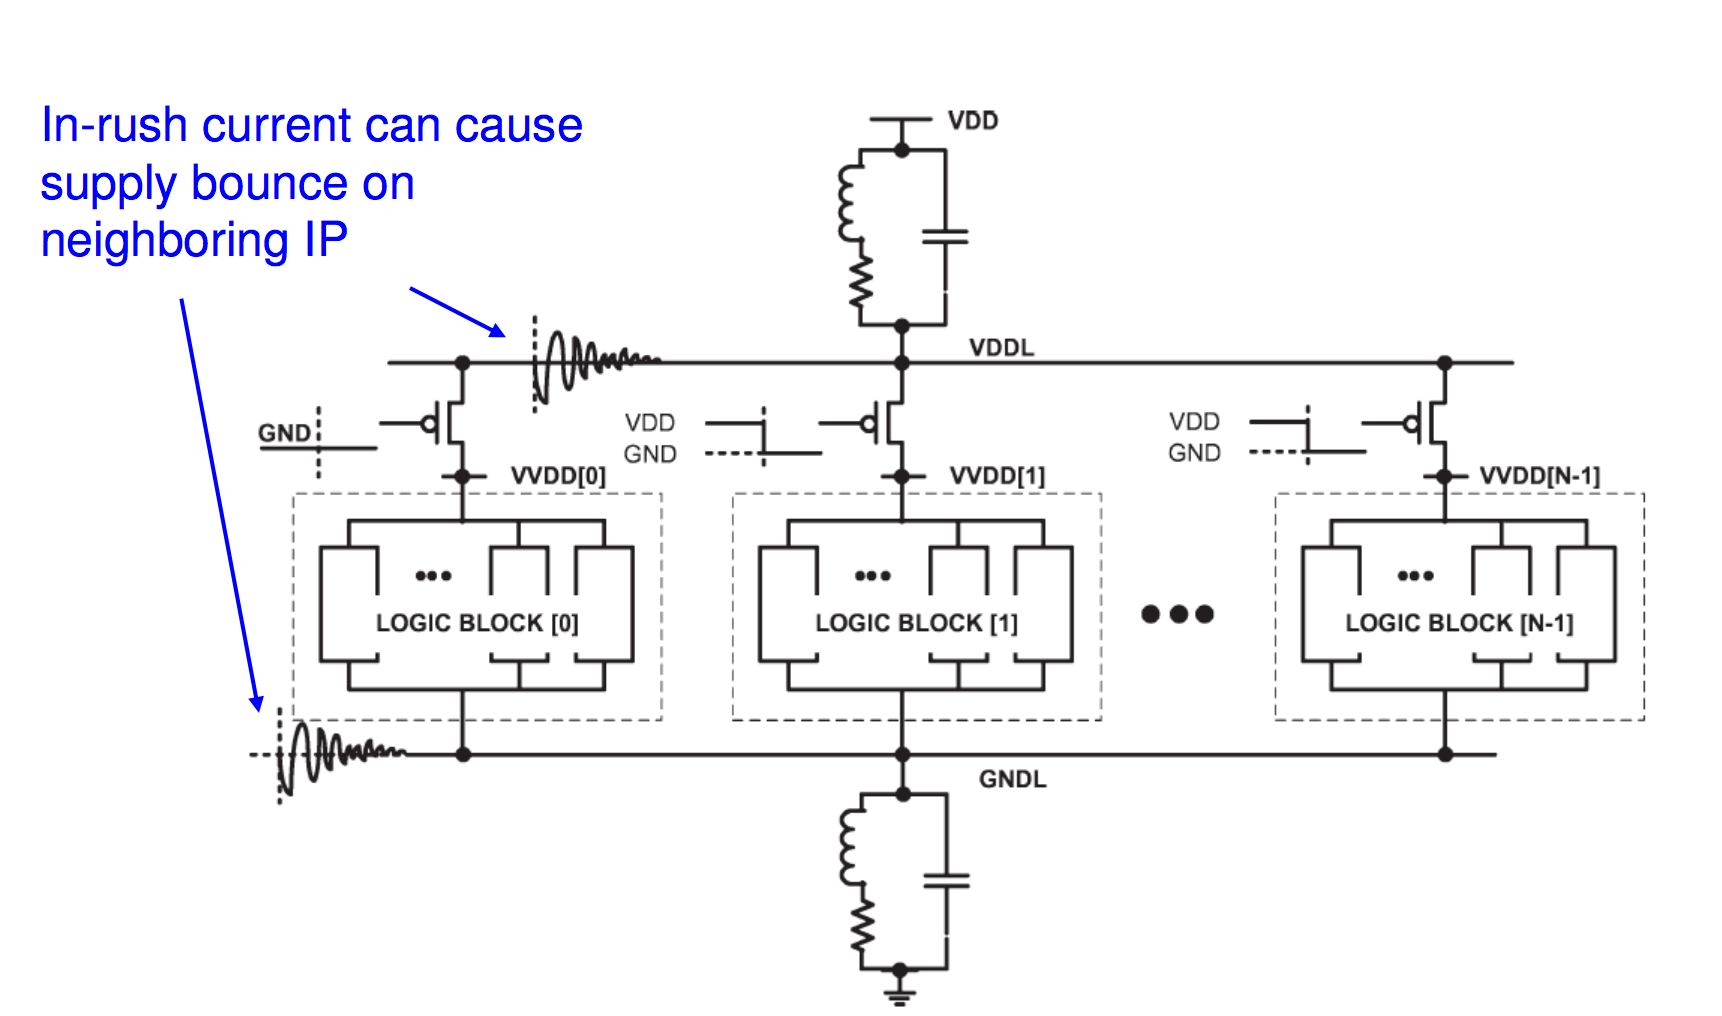 In-rush current can cause
supply bounce on
neighboring IP
VDD
VDDL
GND
VDD
GND
VDD
GND
VVDD[0]
VVDD[1]
VVDD[N-1]
LOGIC BLOCK [0]
LOGIC BLOCK [1]
LOGIC BLOCK [N-1]
GNDL